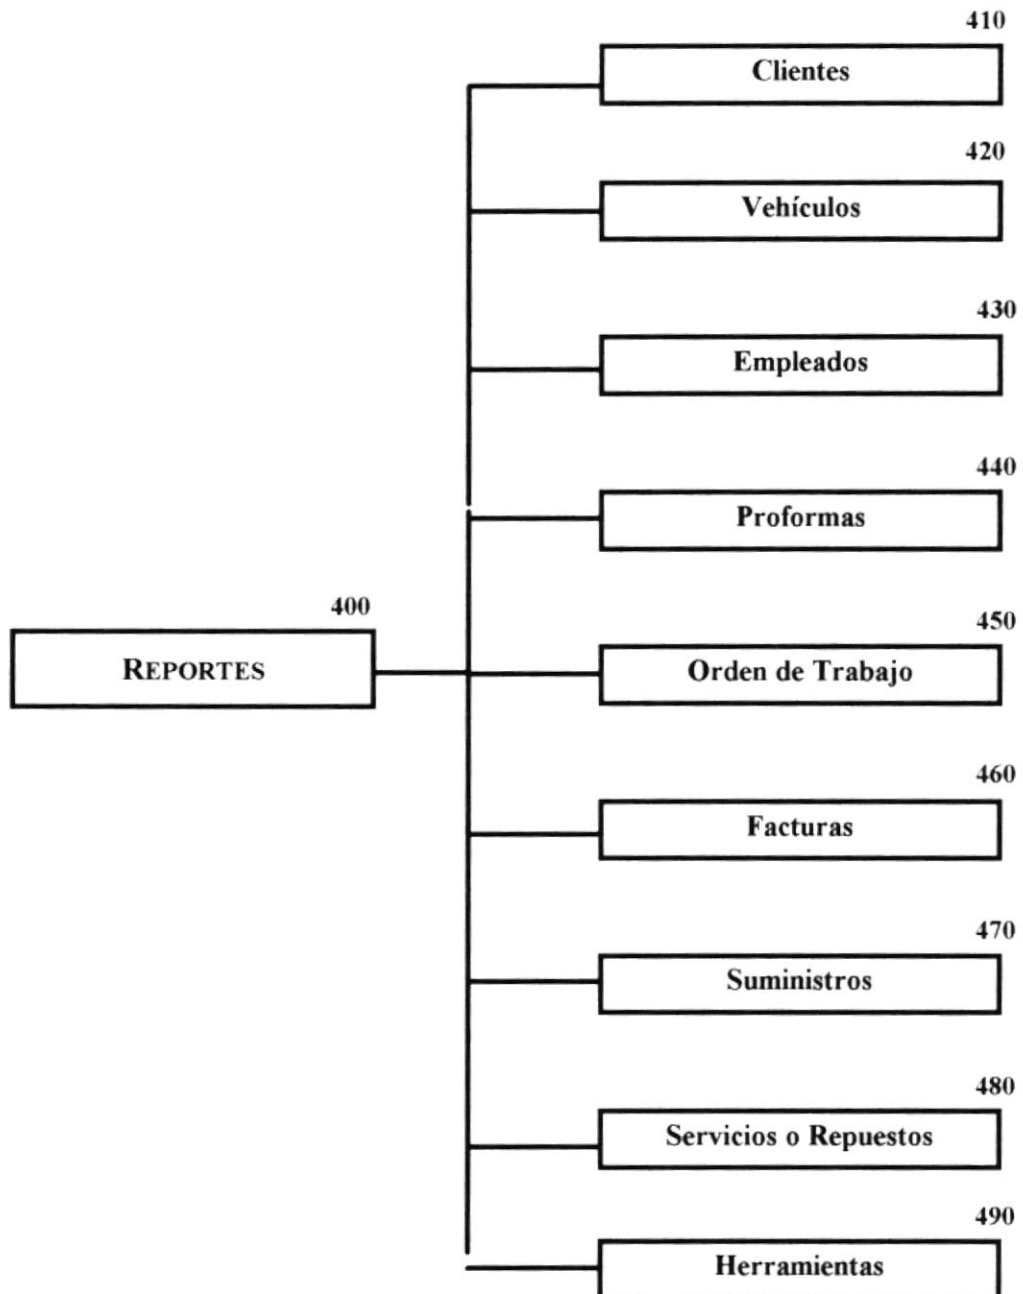 410
Clientes
420
Vehículos
430
Empleados
440
Proformas
400
REPORTES
450
Orden de Trabajo
460
Facturas
470
Suministros
480
Servicios o Repuestos
490
Herramientas